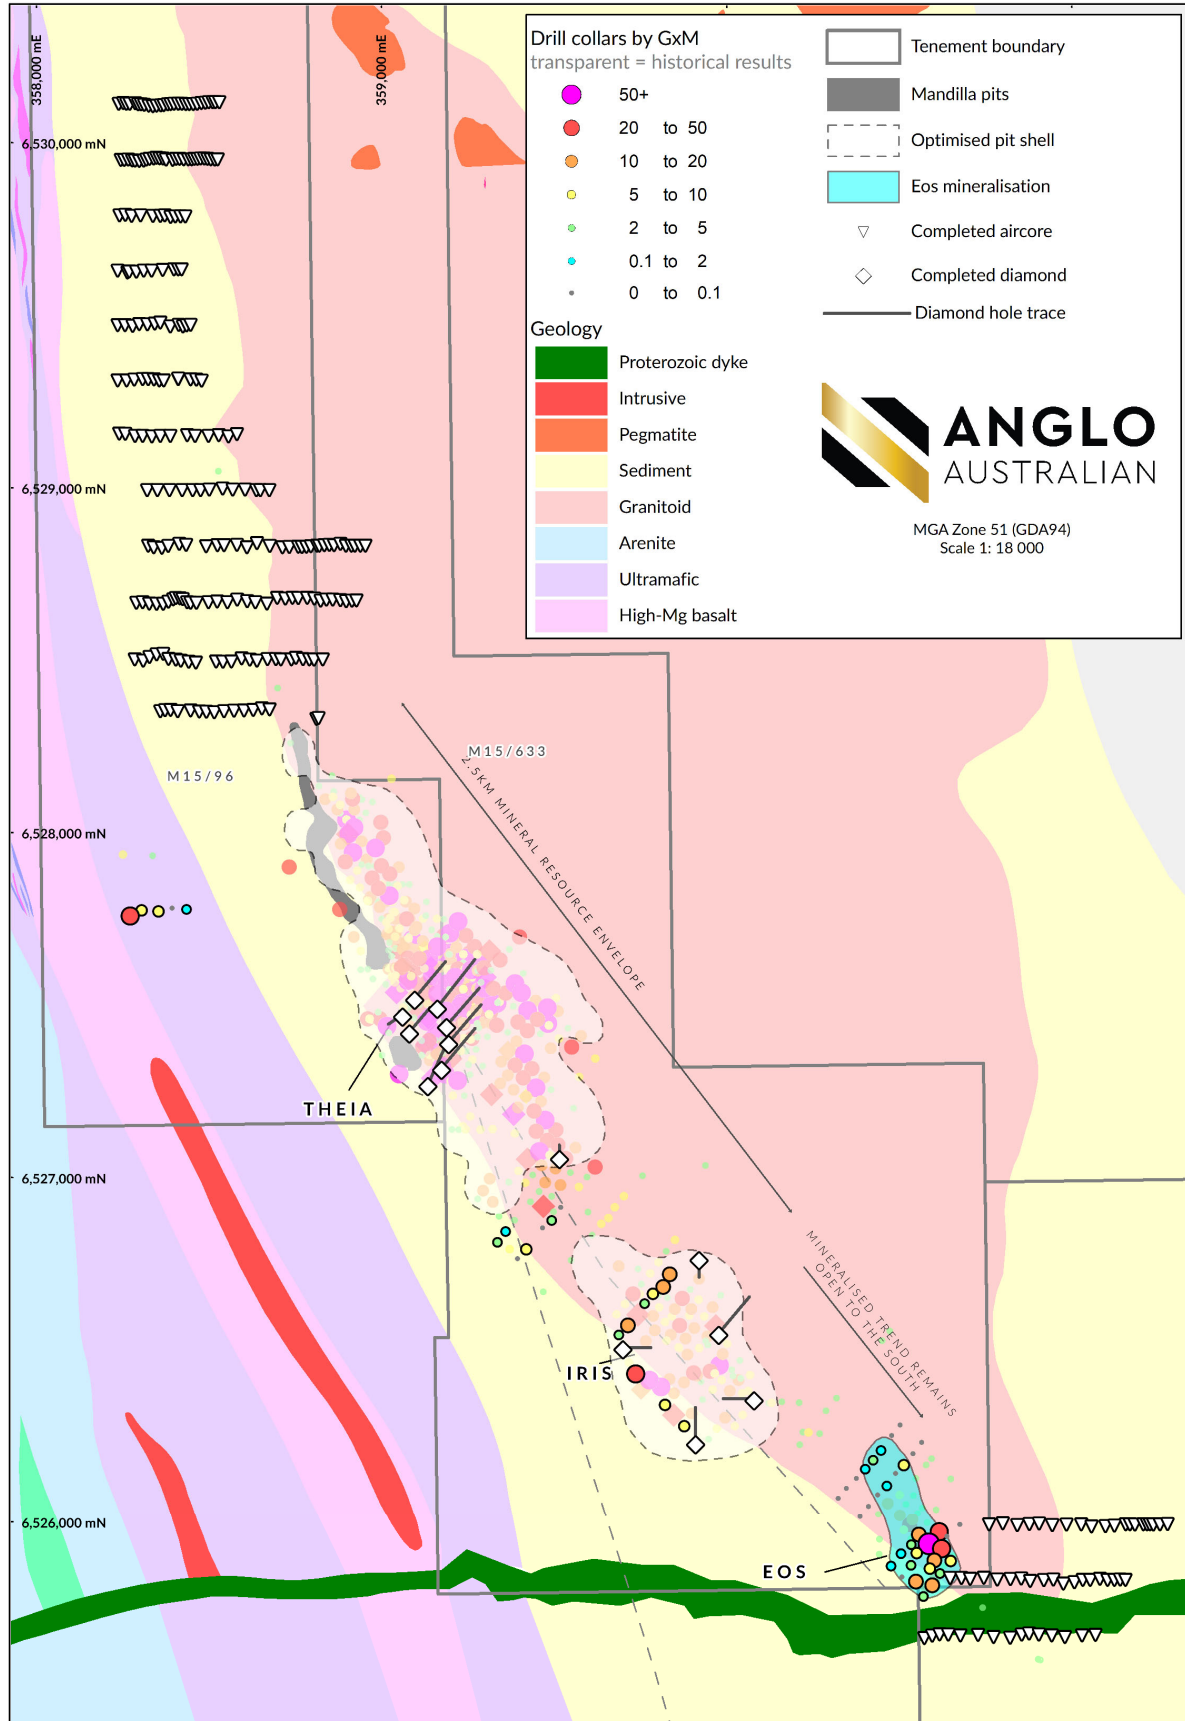 358,000 mE
359,000 mE
6,530,000 mN
6,529,000 mN
6,528,000 mN
6,527,000 mN
6,526,000 mN
Drill collars by GxM
transparent = historical results
50+
20 to 50
10 to 20
5 to 10
2 to 5
0.1 to 2
0 to 0.1
Geology
Proterozoic dyke
Intrusive
Pegmatite
Sediment
Granitoid
Arenite
Ultramafic
High-Mg basalt
Tenement boundary
Mandilla pits
Optimised pit shell
Eos mineralisation
Completed aircore
Completed diamond
Diamond hole trace
ANGLO
AUSTRALIAN
MGA Zone 51 (GDA94)
Scale 1: 18 000
M15/96
M15/633
2.5KM MINERAL RESOURCE ENVELOPE
THEIA
MINERALISED TREND REMAINS
OPEN TO THE SOUTH
IRIS
EOS